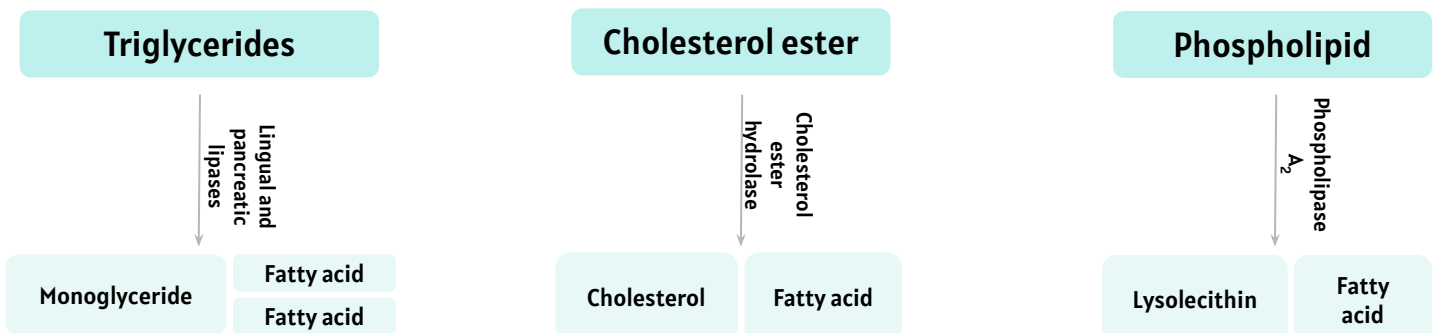 Triglycerides
Lingual and
pancreatic
lipases
Monoglyceride
Fatty acid
Fatty acid
Cholesterol ester
Cholesterol
ester
hydrolase
Cholesterol
Fatty acid
Phospholipid
Phospholipase
A₂
Lysolecithin
Fatty
acid